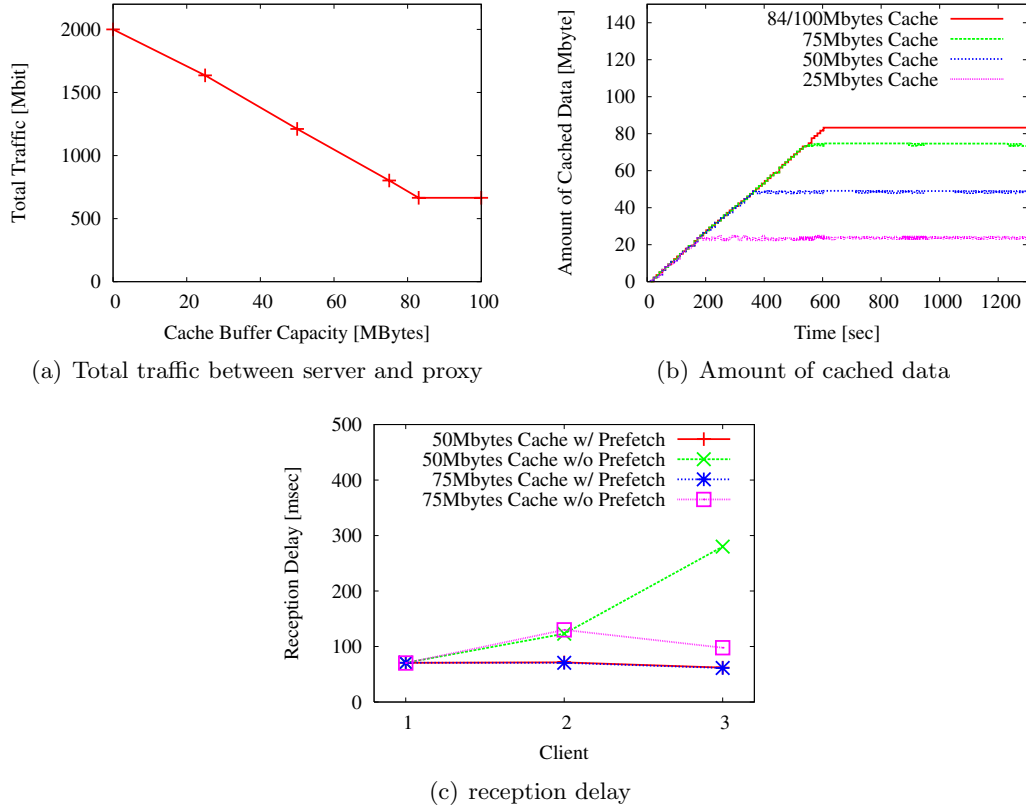 2000
1500
1000
500
0
0 20 40 60 80 100
Total Traffic [Mbit]
Cache Buffer Capacity [MBytes]
(a) Total traffic between server and proxy
140
120
100
80
60
40
20
0
0 200 400 600 800 1000 1200
Amount of Cached Data [Mbyte]
Time [sec]
84/100Mbytes Cache
75Mbytes Cache
50Mbytes Cache
25Mbytes Cache
(b) Amount of cached data
500
400
300
200
100
0
1 2 3
Reception Delay [msec]
Client
50Mbytes Cache w/ Prefetch
50Mbytes Cache w/o Prefetch
75Mbytes Cache w/ Prefetch
75Mbytes Cache w/o Prefetch
(c) reception delay